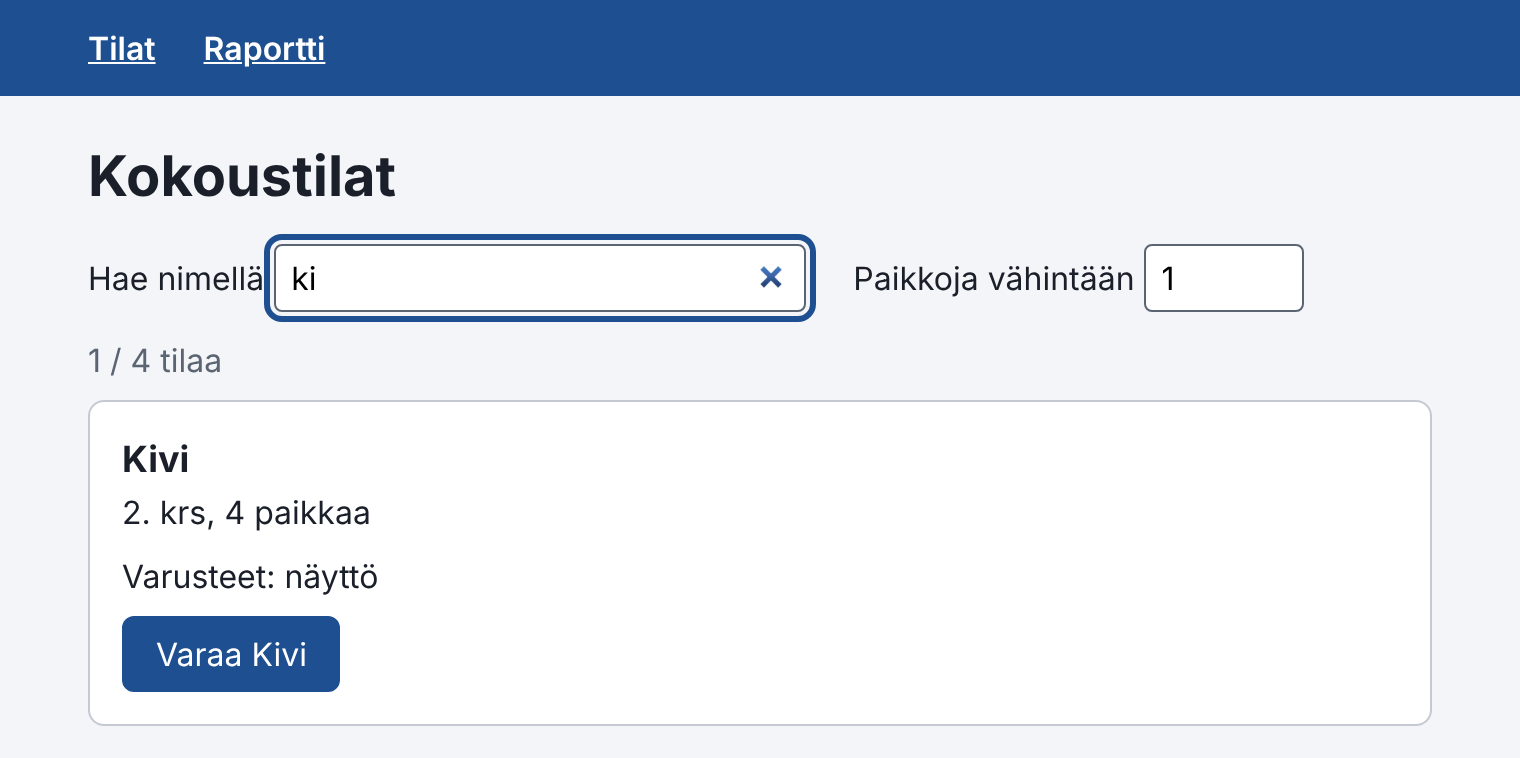 Tilat Raportti
Kokoustilat
Hae nimellä ki Paikkoja vähintään 1
1 / 4 tilaa
Kivi
2. krs, 4 paikkaa
Varusteet: näyttö
Varaa Kivi